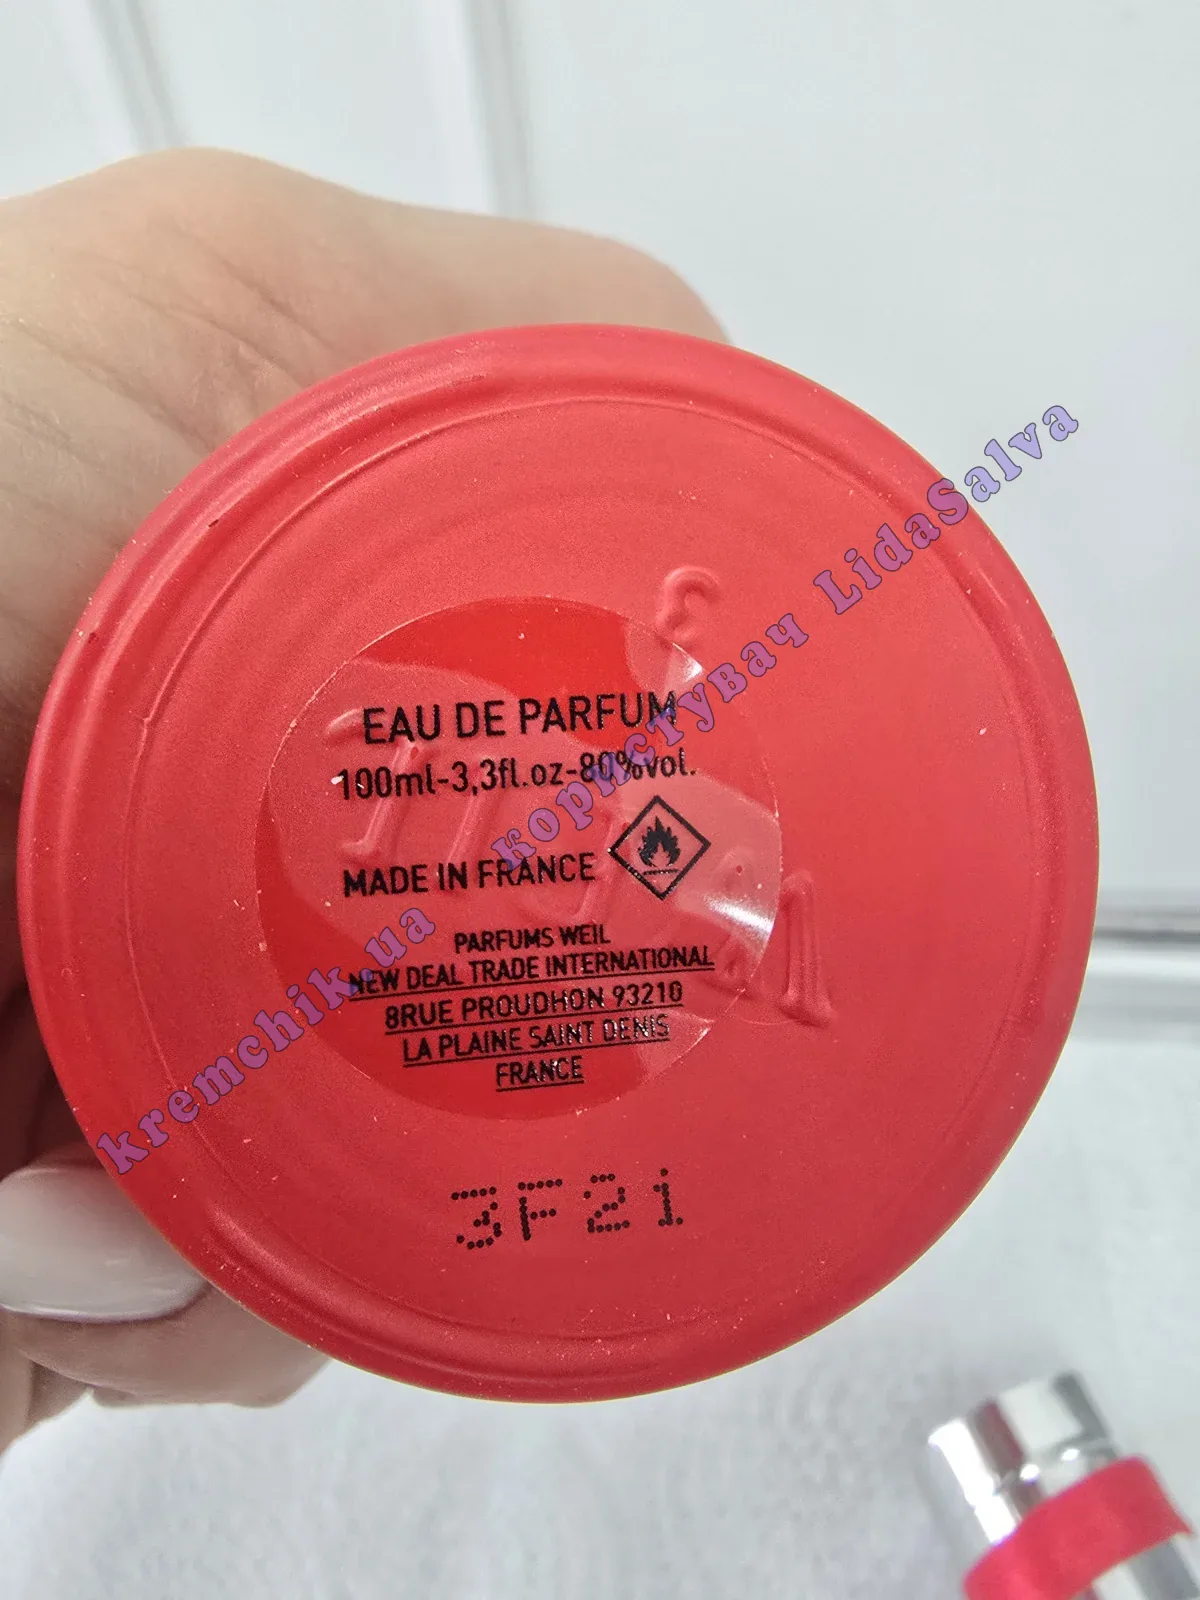 EAU DE PARFUM
100ml-3,3fl.oz-80%vol.
MADE IN FRANCE
PARFUMS WEIL
NEW DEAL TRADE INTERNATIONAL
8RUE PROUDHON 93210
LA PLAINE SAINT DENIS
FRANCE
3F21
kremchik.ua користувач LidaSalva